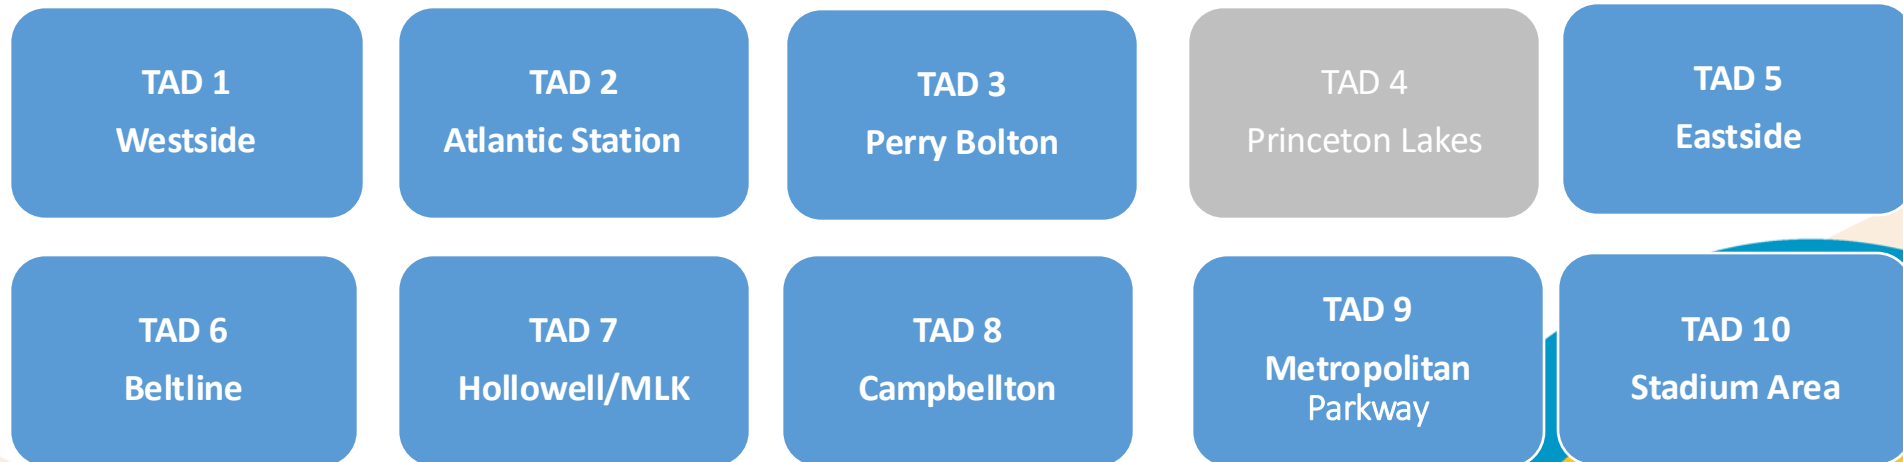 TAD 1
Westside
TAD 2
Atlantic Station
TAD 3
Perry Bolton
TAD 4
Princeton Lakes
TAD 5
Eastside
TAD 6
Beltline
TAD 7
Hollowell/MLK
TAD 8
Campbellton
TAD 9
Metropolitan
Parkway
TAD 10
Stadium Area